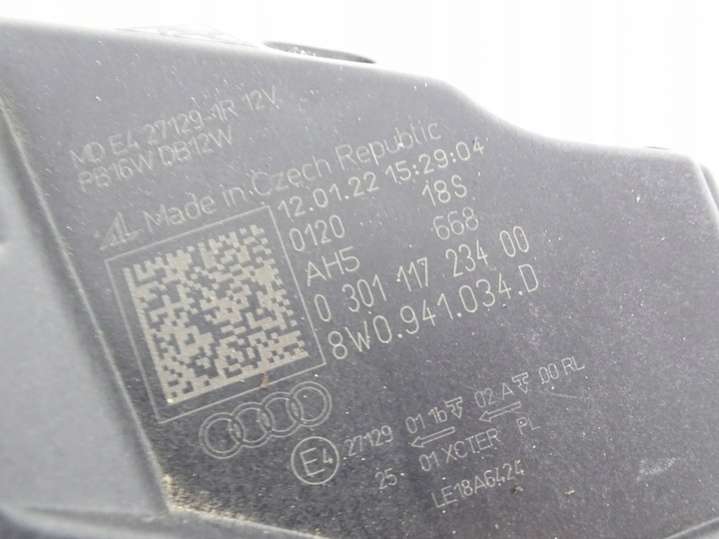 MD E4 27129-1R 12V
PB16W DB12W
AL Made in Czech Republic
12.01.22 15:29:04
0120 18S
AH5 668
0 301 117 234 00
8W0.941.034.D
E4 27129 01 1b 02 A 00 RL
25 01 XCTER PL
LE18A6424